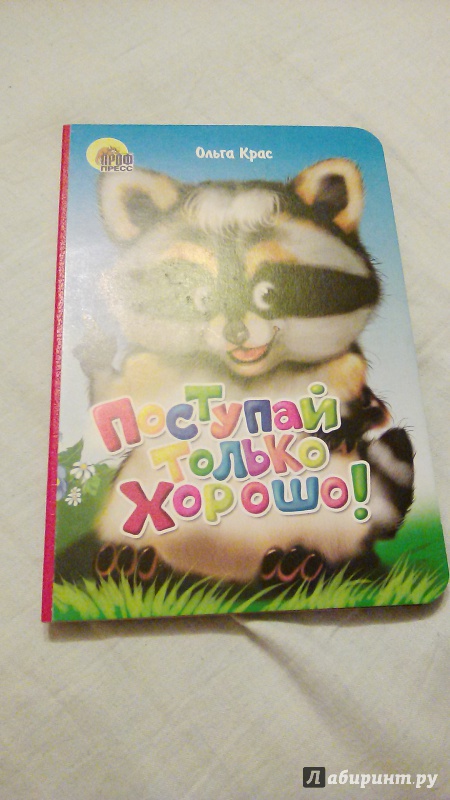 ПРОФ
ПРЕСС
Ольга Крас
Поступай
только
хорошо!
Лабиринт.ру